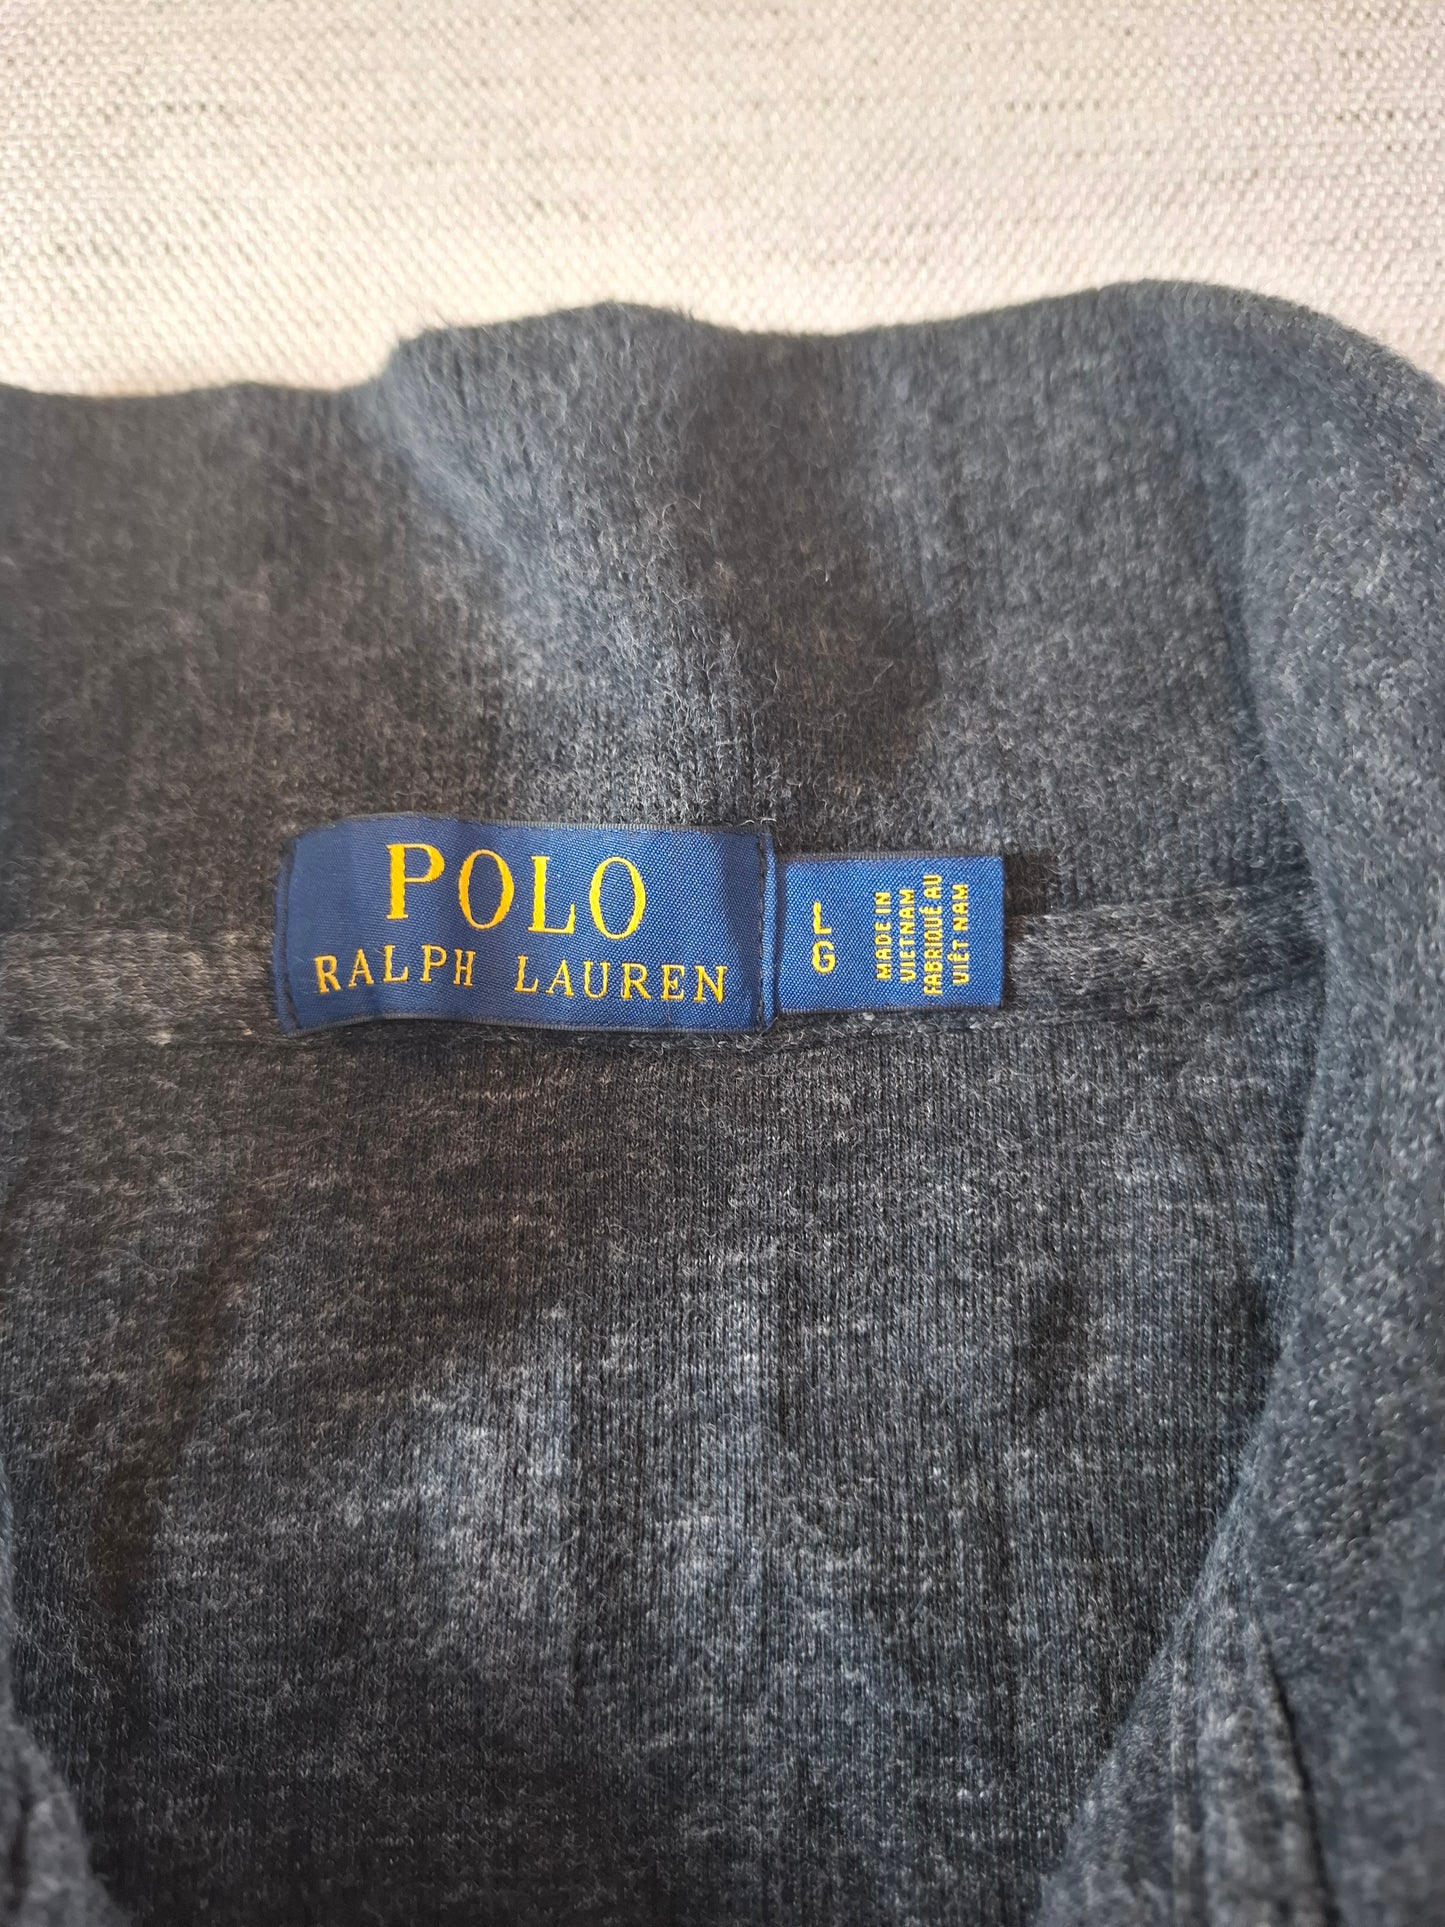 POLO
RALPH LAUREN
L
G
MADE IN
VIETNAM
FABRIQUÉ AU
VIÊT NAM